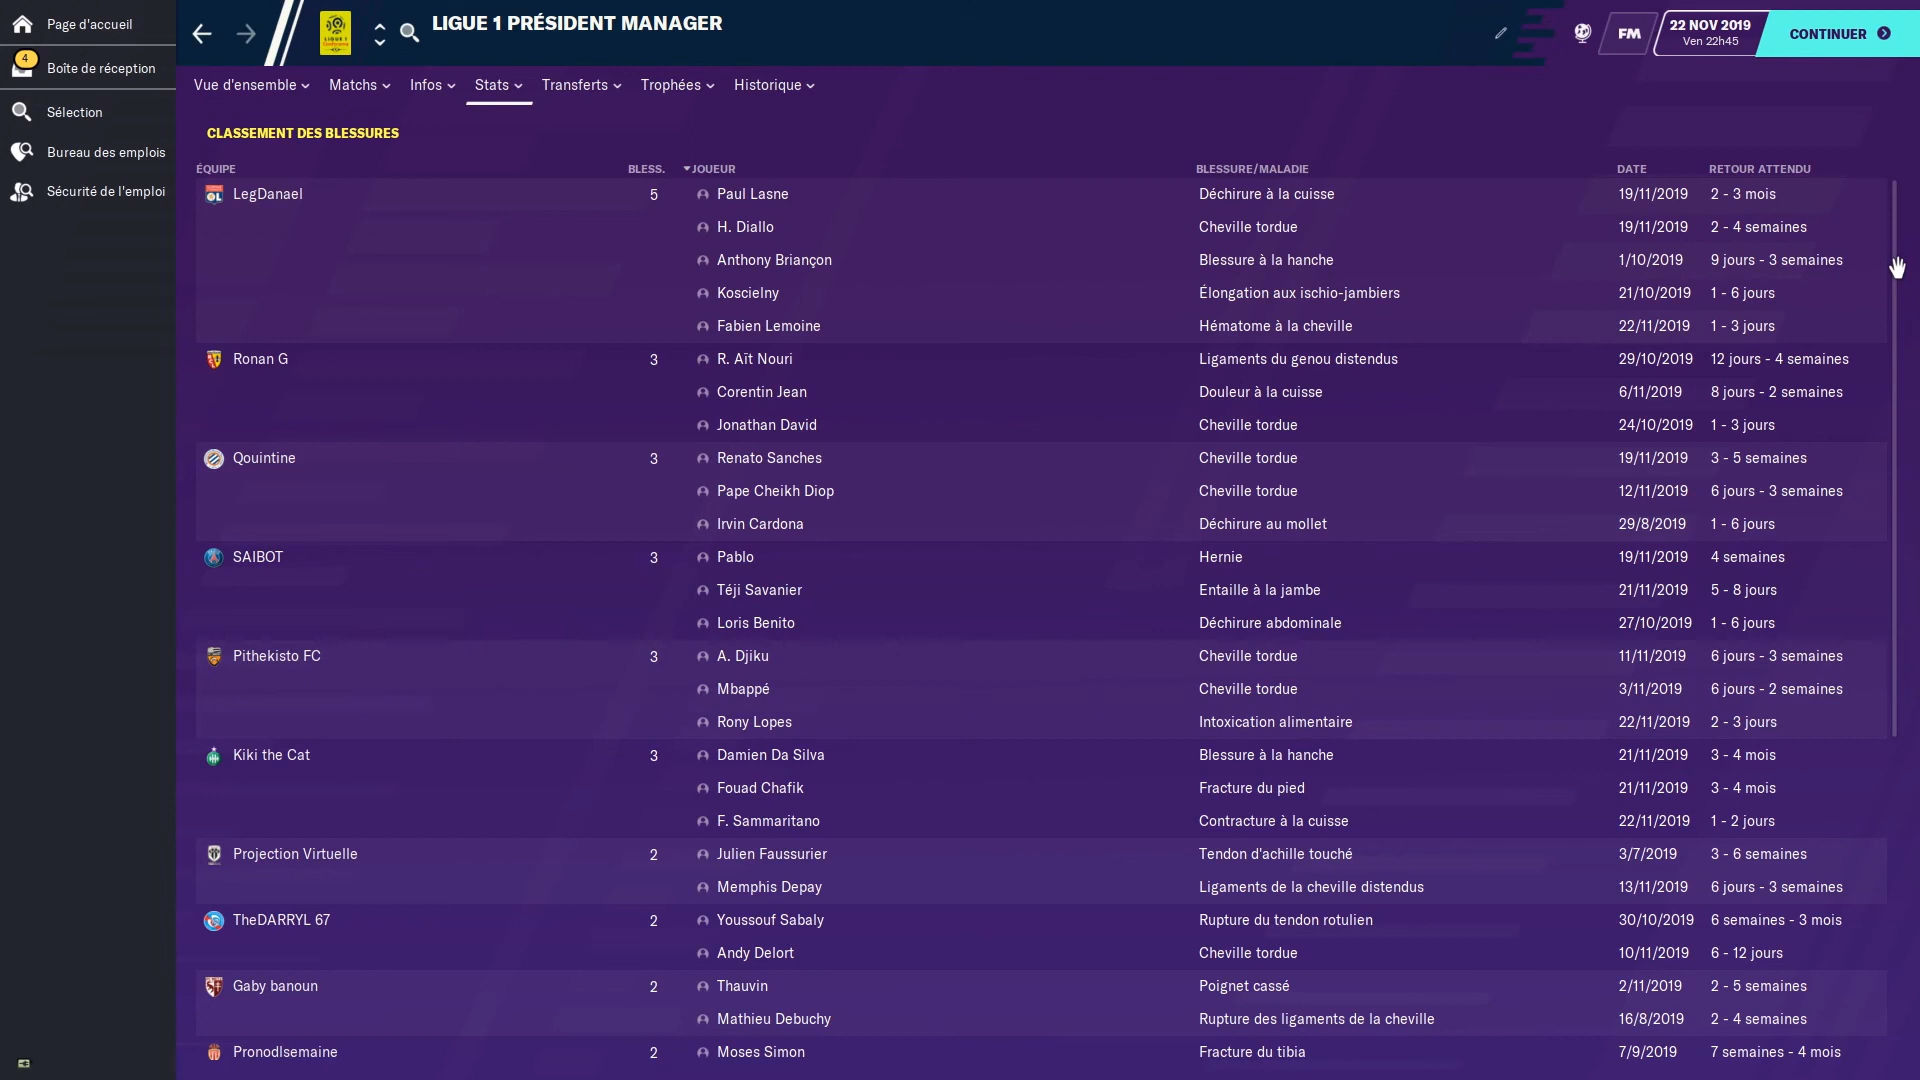 Page d'accueil
4
Boîte de réception
Sélection
Bureau des emplois
Sécurité de l'emploi
LIGUE 1 PRÉSIDENT MANAGER
FM
22 NOV 2019
Ven 22h45
CONTINUER
Vue d'ensemble Matchs Infos Stats Transferts Trophées Historique
CLASSEMENT DES BLESSURES
ÉQUIPE BLESS. JOUEUR BLESSURE/MALADIE DATE RETOUR ATTENDU
LegDanael 5 Paul Lasne Déchirure à la cuisse 19/11/2019 2 - 3 mois
H. Diallo Cheville tordue 19/11/2019 2 - 4 semaines
Anthony Briançon Blessure à la hanche 1/10/2019 9 jours - 3 semaines
Koscielny Élongation aux ischio-jambiers 21/10/2019 1 - 6 jours
Fabien Lemoine Hématome à la cheville 22/11/2019 1 - 3 jours
Ronan G 3 R. Aït Nouri Ligaments du genou distendus 29/10/2019 12 jours - 4 semaines
Corentin Jean Douleur à la cuisse 6/11/2019 8 jours - 2 semaines
Jonathan David Cheville tordue 24/10/2019 1 - 3 jours
Qouintine 3 Renato Sanches Cheville tordue 19/11/2019 3 - 5 semaines
Pape Cheikh Diop Cheville tordue 12/11/2019 6 jours - 3 semaines
Irvin Cardona Déchirure au mollet 29/8/2019 1 - 6 jours
SAIBOT 3 Pablo Hernie 19/11/2019 4 semaines
Téji Savanier Entaille à la jambe 21/11/2019 5 - 8 jours
Loris Benito Déchirure abdominale 27/10/2019 1 - 6 jours
Pithekisto FC 3 A. Djiku Cheville tordue 11/11/2019 6 jours - 3 semaines
Mbappé Cheville tordue 3/11/2019 6 jours - 2 semaines
Rony Lopes Intoxication alimentaire 22/11/2019 2 - 3 jours
Kiki the Cat 3 Damien Da Silva Blessure à la hanche 21/11/2019 3 - 4 mois
Fouad Chafik Fracture du pied 21/11/2019 3 - 4 mois
F. Sammaritano Contracture à la cuisse 22/11/2019 1 - 2 jours
Projection Virtuelle 2 Julien Faussurier Tendon d'achille touché 3/7/2019 3 - 6 semaines
Memphis Depay Ligaments de la cheville distendus 13/11/2019 6 jours - 3 semaines
TheDARRYL 67 2 Youssouf Sabaly Rupture du tendon rotulien 30/10/2019 6 semaines - 3 mois
Andy Delort Cheville tordue 10/11/2019 6 - 12 jours
Gaby banoun 2 Thauvin Poignet cassé 2/11/2019 2 - 5 semaines
Mathieu Debuchy Rupture des ligaments de la cheville 16/8/2019 2 - 4 semaines
Pronodlsemaine 2 Moses Simon Fracture du tibia 7/9/2019 7 semaines - 4 mois